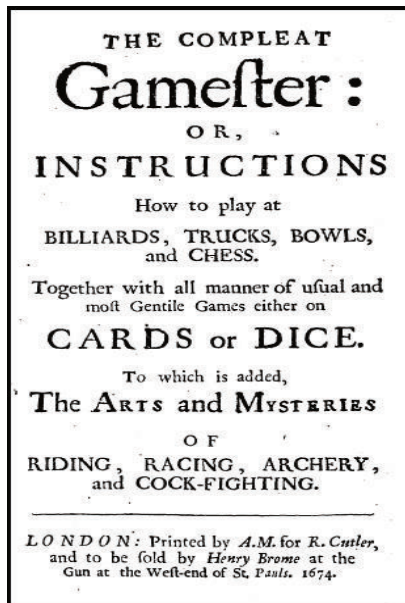 THE COMPLEAT
Gameſter:
OR,
INSTRUCTIONS
How to play at
BILLIARDS, TRUCKS, BOWLS,
and CHESS.
Together with all manner of uſual and
moſt Gentile Games either on
CARDS or DICE.
To which is added,
The ARTS and MYSTERIES
OF
RIDING, RACING, ARCHERY,
and COCK-FIGHTING.
LONDON: Printed by A.M. for R. Cutler,
and to be ſold by Henry Brome at the
Gun at the Weſt-end of St. Pauls. 1674.